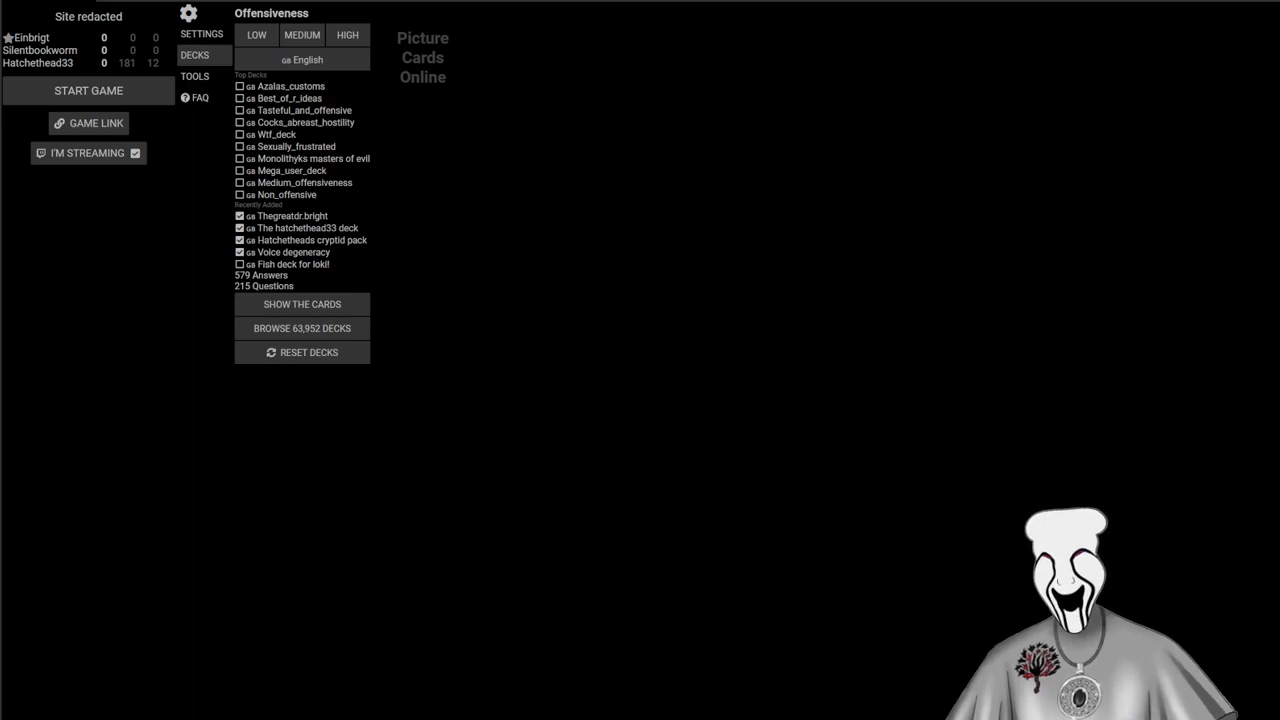 Site redacted
Einbrigt 0 0 0
Silentbookworm 0 0 0
Hatchethead33 0 181 12
START GAME
GAME LINK
I'M STREAMING
SETTINGS
DECKS
TOOLS
FAQ
Offensiveness
LOW MEDIUM HIGH
GB English
Top Decks
GB Azalas_customs
GB Best_of_r_ideas
GB Tasteful_and_offensive
GB Cocks_abreast_hostility
GB Wtf_deck
GB Sexually_frustrated
GB Monolithyks masters of evil
GB Mega_user_deck
GB Medium_offensiveness
GB Non_offensive
Recently Added
GB Thegreatdr.bright
GB The hatchethead33 deck
GB Hatchetheads cryptid pack
GB Voice degeneracy
GB Fish deck for loki!
579 Answers
215 Questions
SHOW THE CARDS
BROWSE 63,952 DECKS
RESET DECKS
Picture
Cards
Online